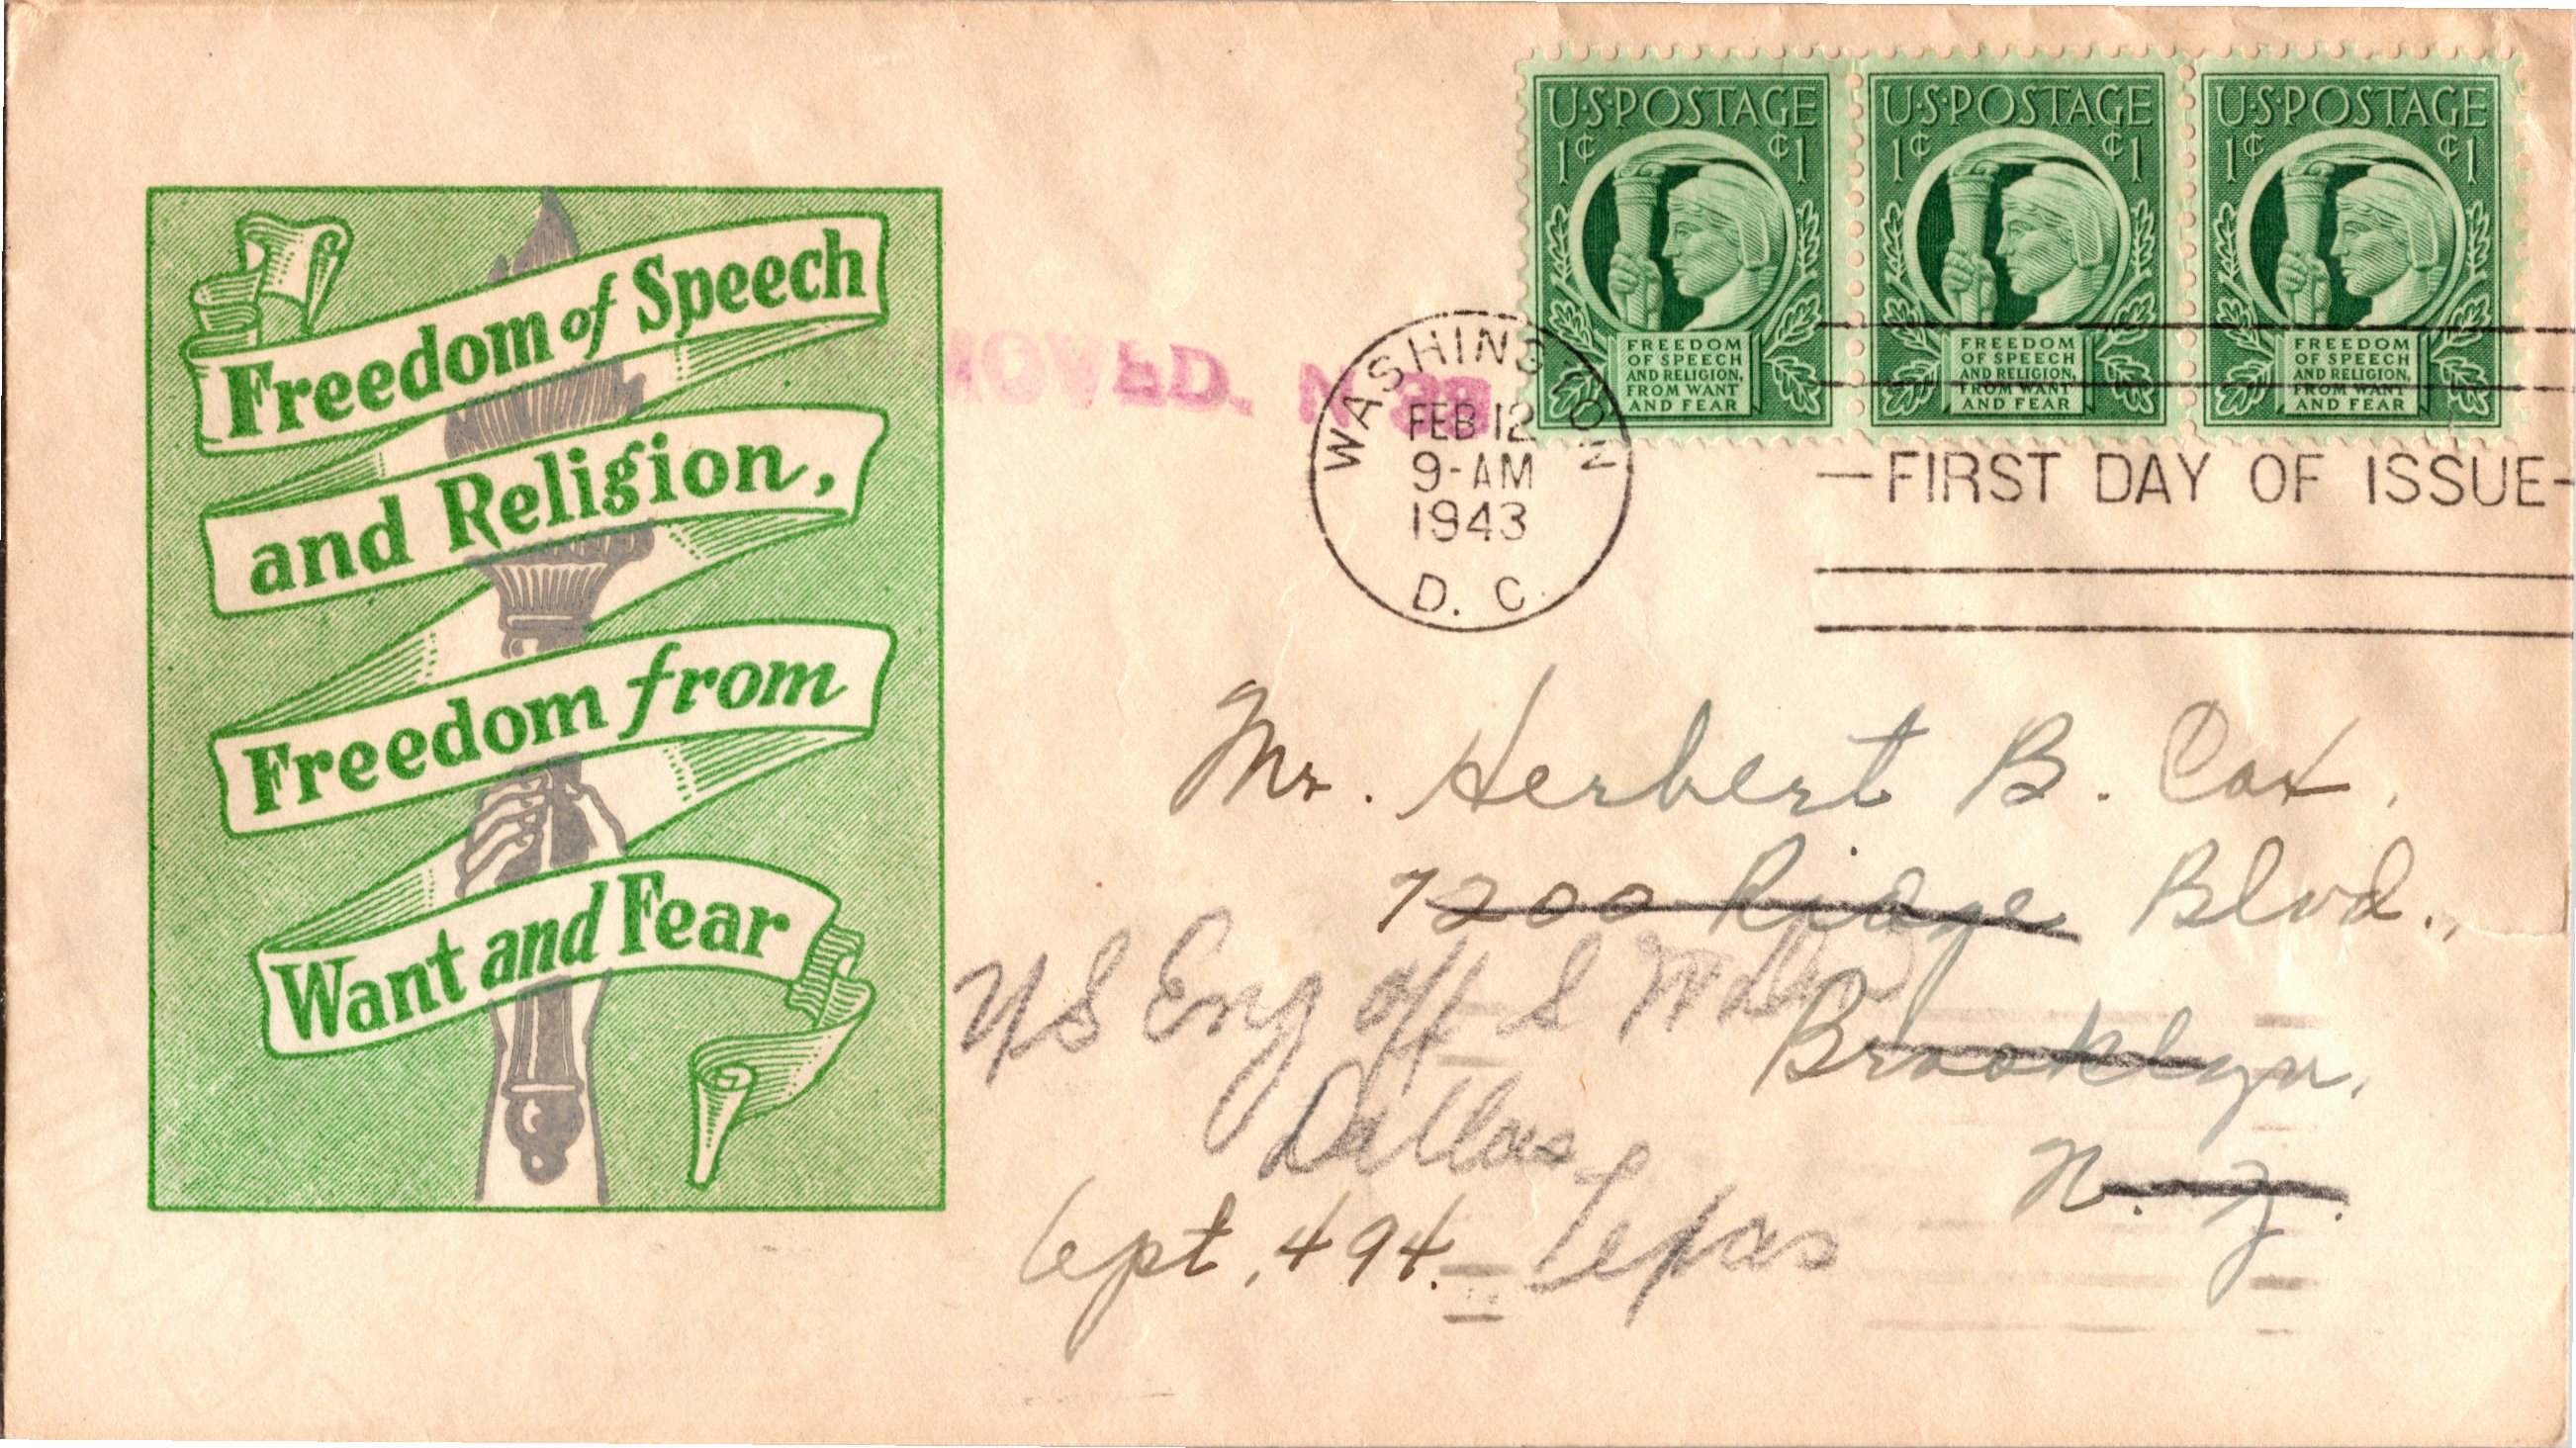 Freedom of Speech
and Religion,
Freedom from
Want and Fear
U·S·POSTAGE
1¢ ¢1
FREEDOM
OF SPEECH
AND RELIGION,
FROM WANT
AND FEAR
U·S·POSTAGE
1¢ ¢1
FREEDOM
OF SPEECH
AND RELIGION,
FROM WANT
AND FEAR
U·S·POSTAGE
1¢ ¢1
FREEDOM
OF SPEECH
AND RELIGION,
FROM WANT
AND FEAR
WASHINGTON
FEB 12
9-AM
1943
D. C.
—FIRST DAY OF ISSUE—
Mr. Herbert B. Cox,
7200 Ridge Blvd.,
US Eng off S W Div
Brooklyn,
Dallas
N. Y.
Apt. 494.
Texas